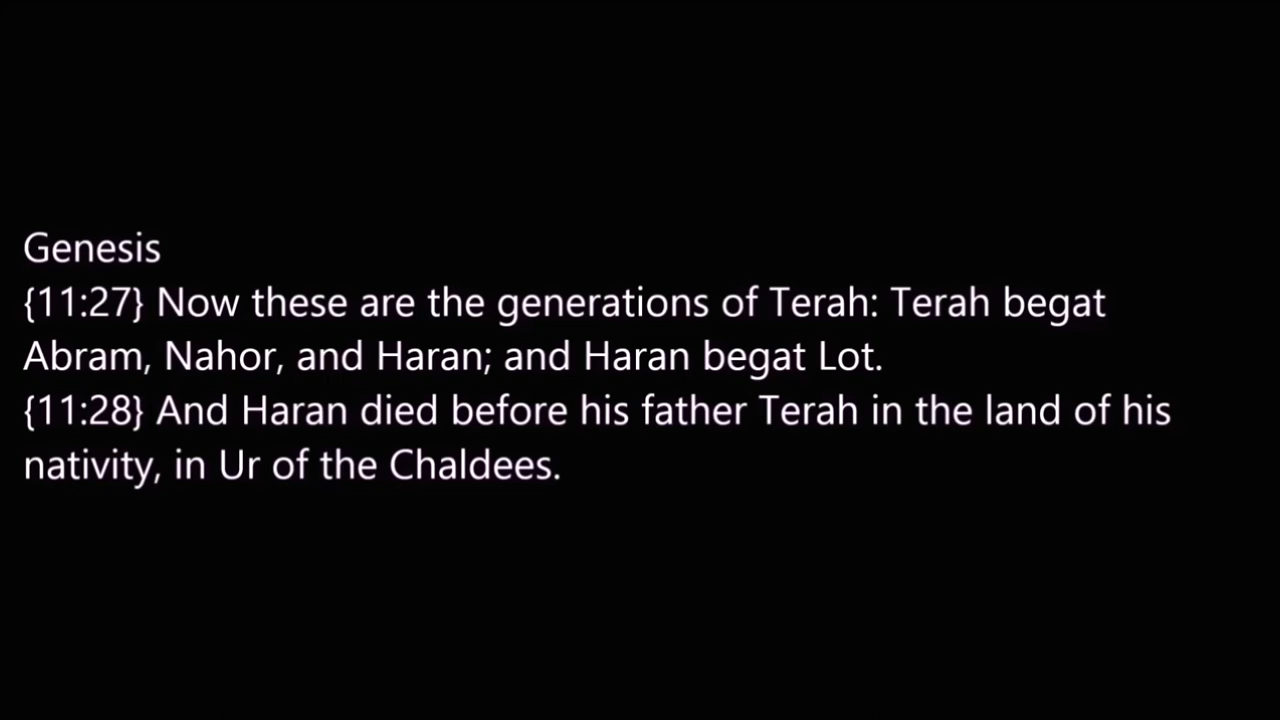 Genesis
{11:27} Now these are the generations of Terah: Terah begat
Abram, Nahor, and Haran; and Haran begat Lot.
{11:28} And Haran died before his father Terah in the land of his
nativity, in Ur of the Chaldees.